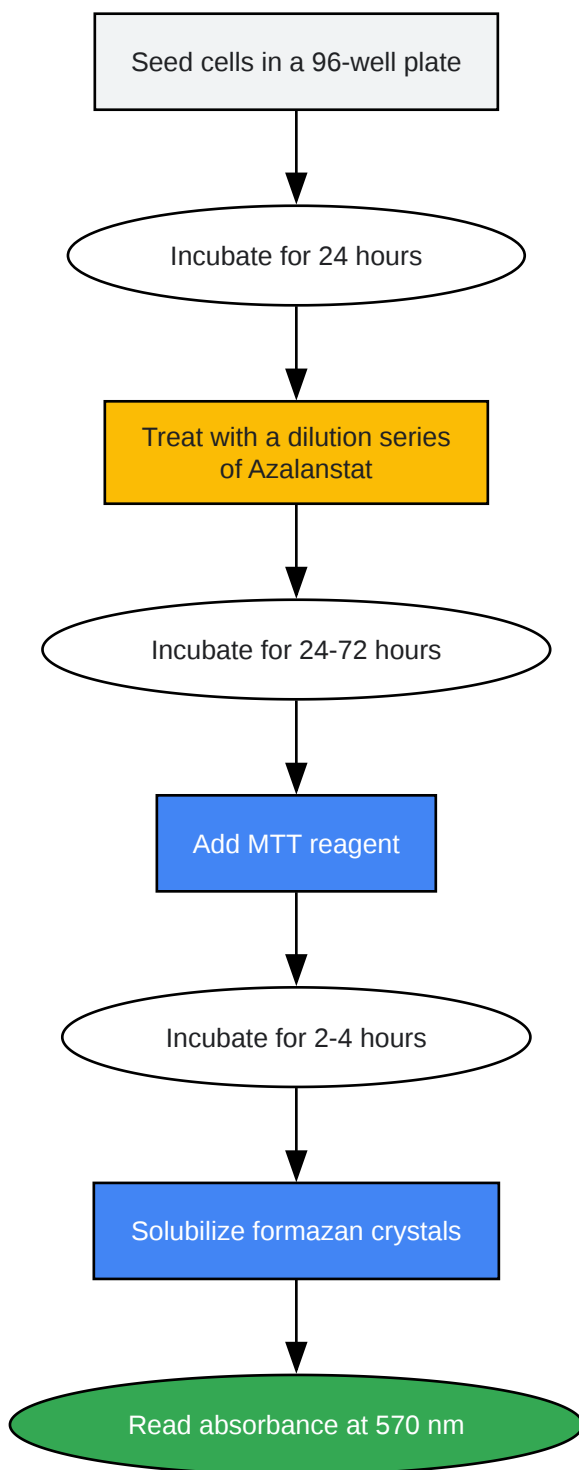 Seed cells in a 96-well plate
Incubate for 24 hours
Treat with a dilution series
of Azalanstat
Incubate for 24-72 hours
Add MTT reagent
Incubate for 2-4 hours
Solubilize formazan crystals
Read absorbance at 570 nm